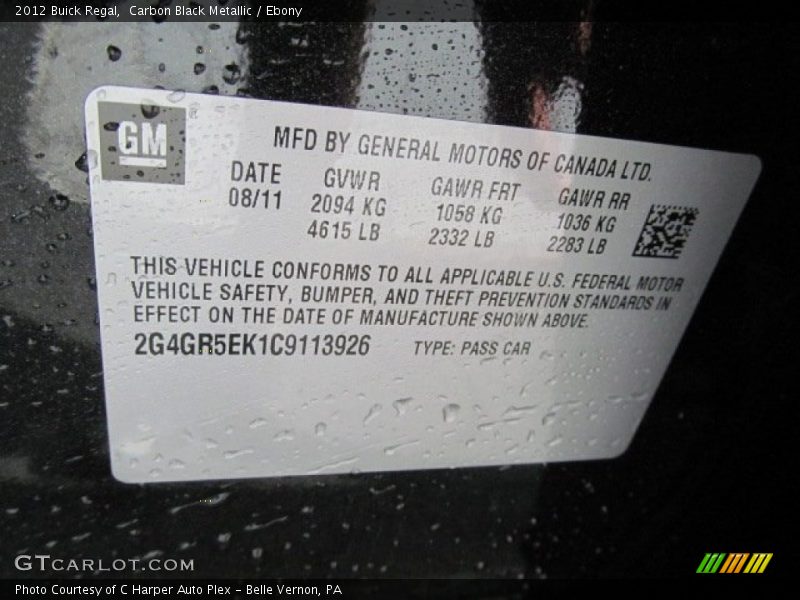 2012 Buick Regal,  Carbon Black Metallic / Ebony
GM
MFD BY GENERAL MOTORS OF CANADA LTD.
DATE GVWR GAWR FRT GAWR RR
08/11 2094 KG 1058 KG 1036 KG
4615 LB 2332 LB 2283 LB
THIS VEHICLE CONFORMS TO ALL APPLICABLE U.S. FEDERAL MOTOR
VEHICLE SAFETY, BUMPER, AND THEFT PREVENTION STANDARDS IN
EFFECT ON THE DATE OF MANUFACTURE SHOWN ABOVE.
2G4GR5EK1C9113926 TYPE: PASS CAR
GTCARLOT.COM
Photo Courtesy of C Harper Auto Plex - Belle Vernon, PA